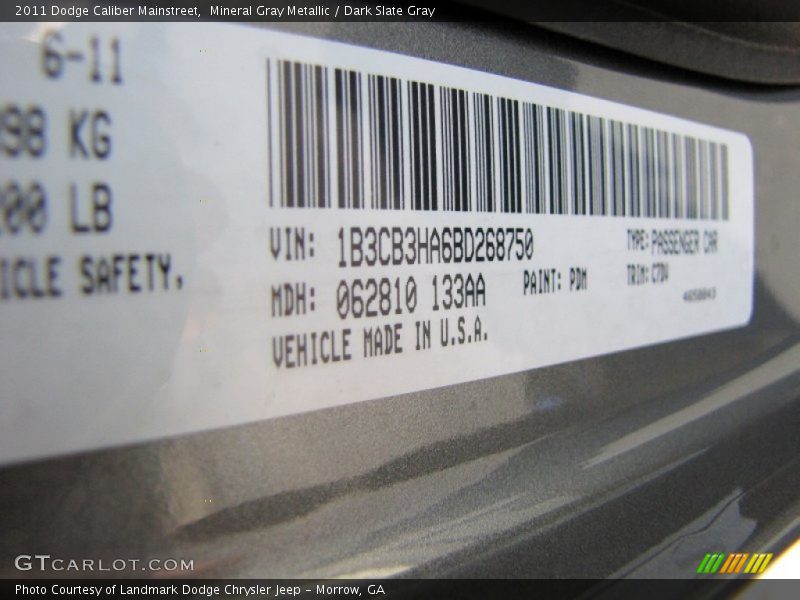 2011 Dodge Caliber Mainstreet, Mineral Gray Metallic / Dark Slate Gray
6-11
98 KG
00 LB
ICLE SAFETY.
VIN: 1B3CB3HA6BD268750
TYPE: PASSENGER CAR
MDH: 062810 133AA
PAINT: PDM
TRIM: C7DV
VEHICLE MADE IN U.S.A.
GTCARLOT.COM
Photo Courtesy of Landmark Dodge Chrysler Jeep - Morrow, GA